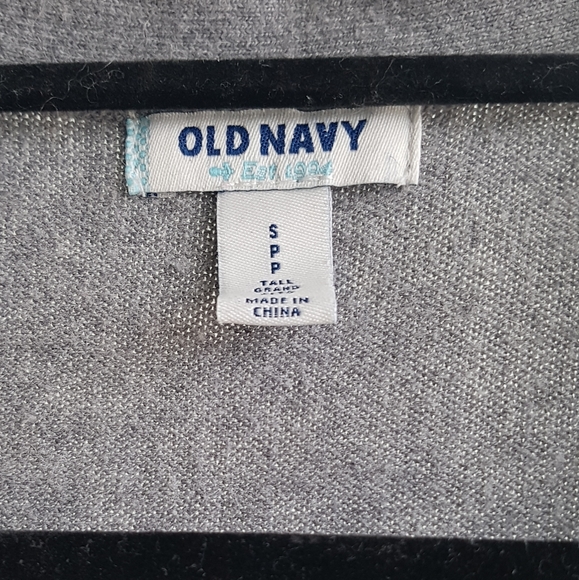 OLD NAVY
Est 1994
S
P
P
TALL
GRAND
MADE IN
CHINA